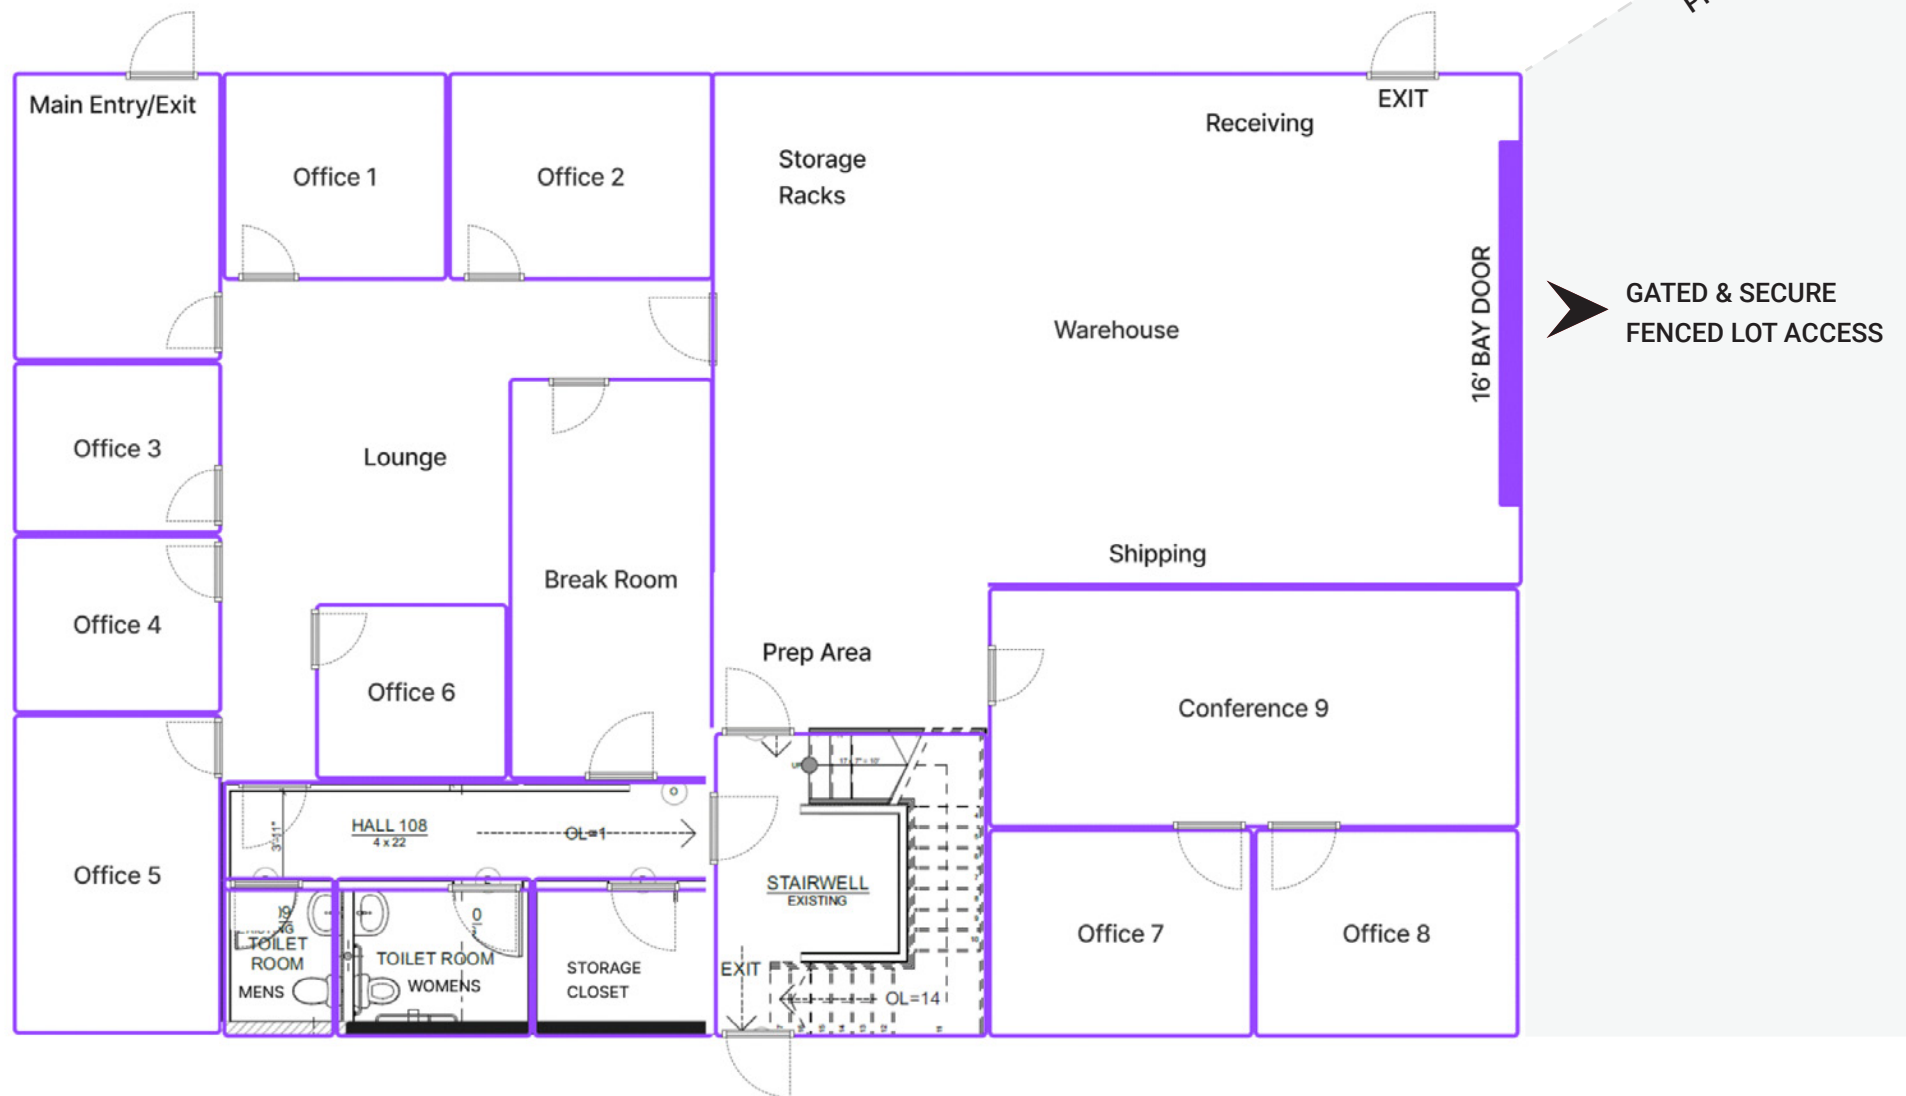 Main Entry/Exit
Office 1
Office 2
Storage
Racks
Receiving
EXIT
16' BAY DOOR
GATED & SECURE
FENCED LOT ACCESS
Warehouse
Office 3
Lounge
Break Room
Shipping
Office 4
Office 6
Prep Area
Conference 9
Office 5
HALL 108
4 x 22
3'-11"
OL=1
UP
STAIRWELL
EXISTING
EXIT
OL=14
TOILET
ROOM
MENS
TOILET ROOM
WOMENS
STORAGE
CLOSET
Office 7
Office 8